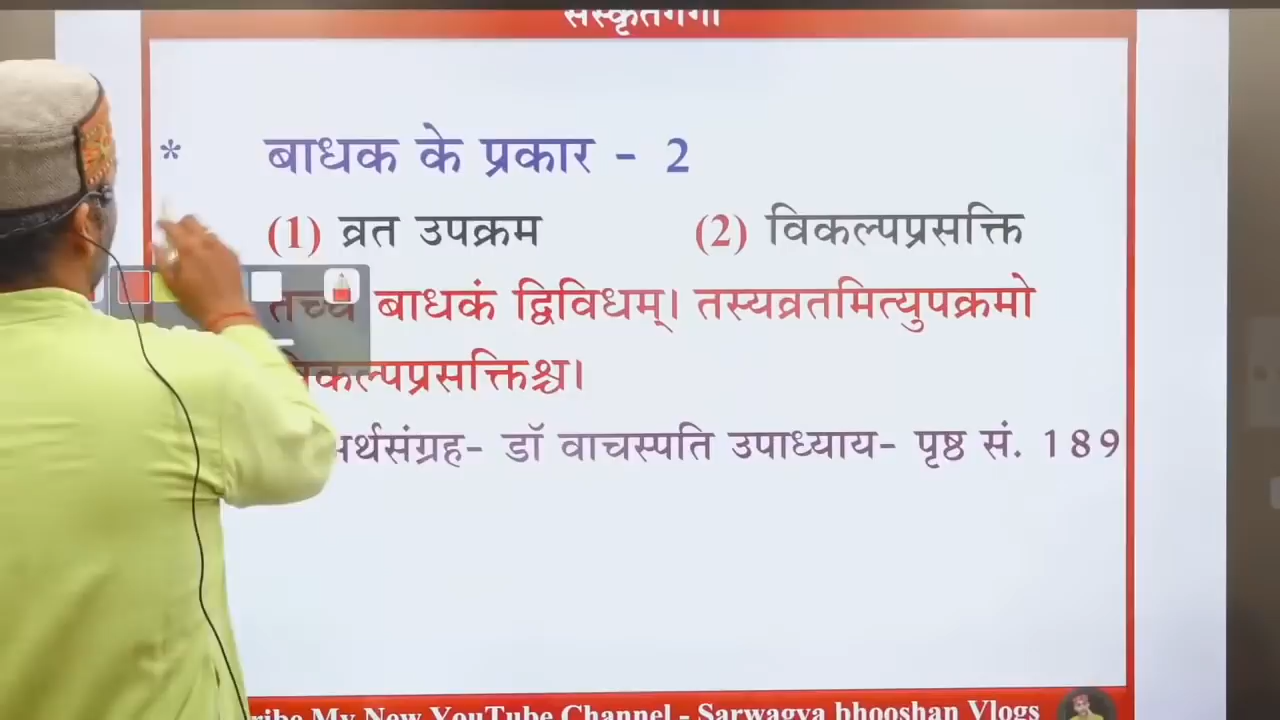 संस्कृतगंगा
* बाधक के प्रकार - 2
(1) व्रत उपक्रम (2) विकल्पप्रसक्ति
तच्च बाधकं द्विविधम्। तस्यव्रतमित्युपक्रमो
विकल्पप्रसक्तिश्च।
अर्थसंग्रह- डॉ वाचस्पति उपाध्याय- पृष्ठ सं. 189
My New YouTube Channel - Sarwagya bhooshan Vlogs